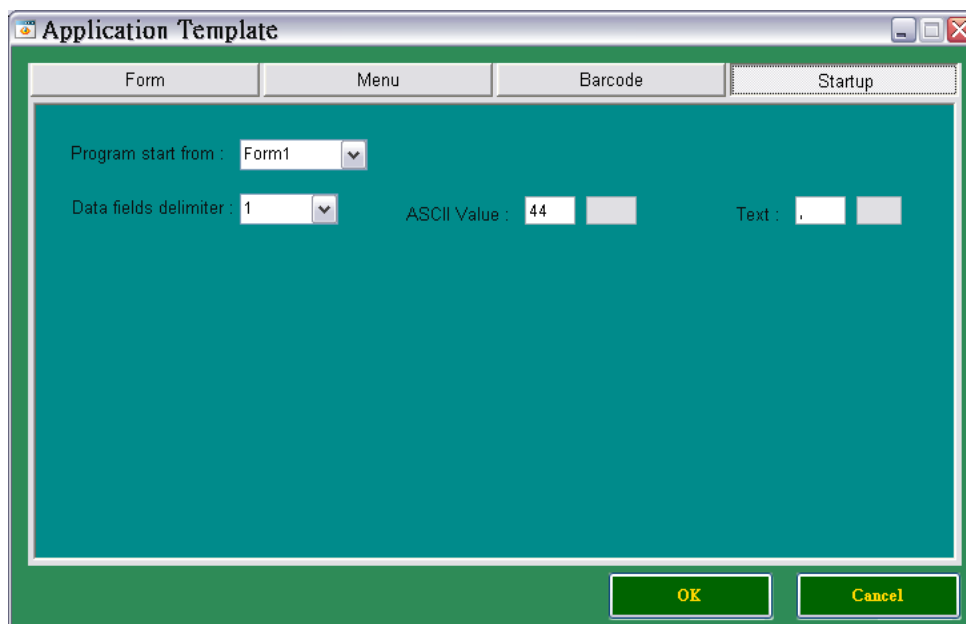 Application Template
Form Menu Barcode Startup
Program start from : Form1
Data fields delimiter : 1 ASCII Value : 44 Text : ,
OK Cancel